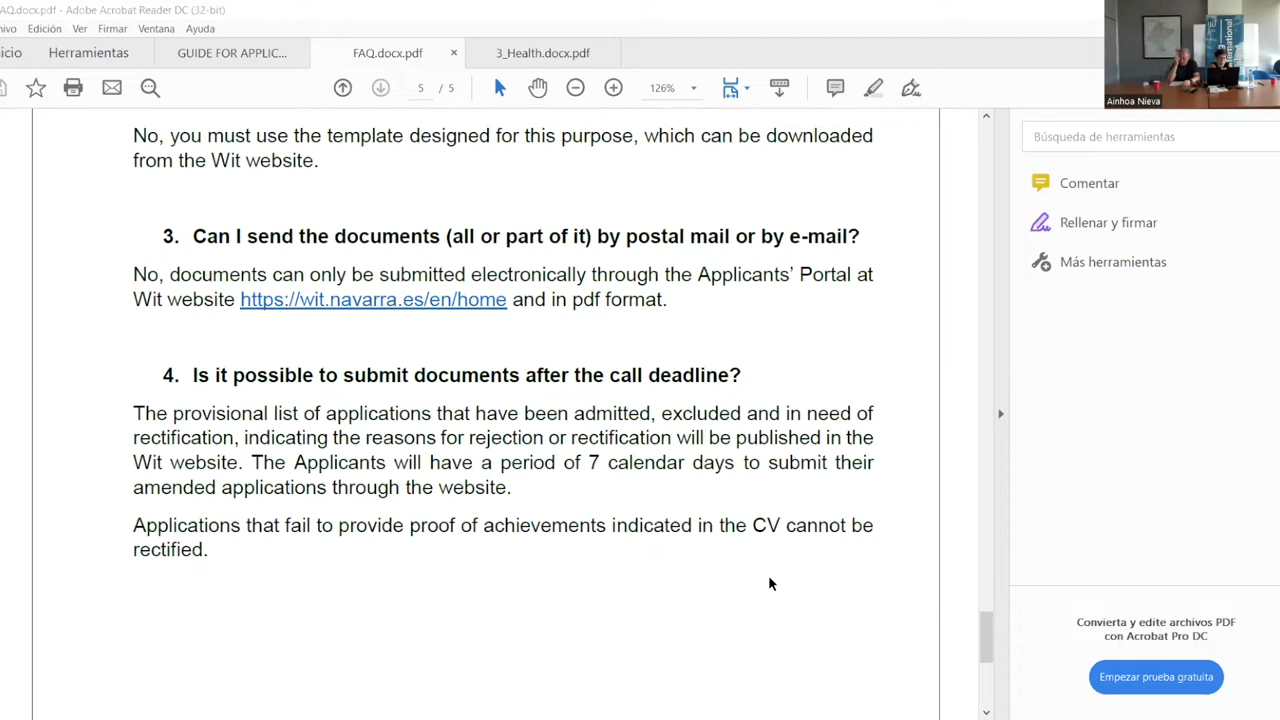 AQ.docx.pdf - Adobe Acrobat Reader DC (32-bit)
Edición Ver Firmar Ventana Ayuda
Herramientas GUIDE FOR APPLIC... FAQ.docx.pdf × 3_Health.docx.pdf
5 / 5 126%
No, you must use the template designed for this purpose, which can be downloaded
from the Wit website.
3. Can I send the documents (all or part of it) by postal mail or by e-mail?
No, documents can only be submitted electronically through the Applicants’ Portal at
Wit website https://wit.navarra.es/en/home and in pdf format.
4. Is it possible to submit documents after the call deadline?
The provisional list of applications that have been admitted, excluded and in need of
rectification, indicating the reasons for rejection or rectification will be published in the
Wit website. The Applicants will have a period of 7 calendar days to submit their
amended applications through the website.
Applications that fail to provide proof of achievements indicated in the CV cannot be
rectified.
Ainhoa Nieva
Búsqueda de herramientas
Comentar
Rellenar y firmar
Más herramientas
Convierta y edite archivos PDF
con Acrobat Pro DC
Empezar prueba gratuita